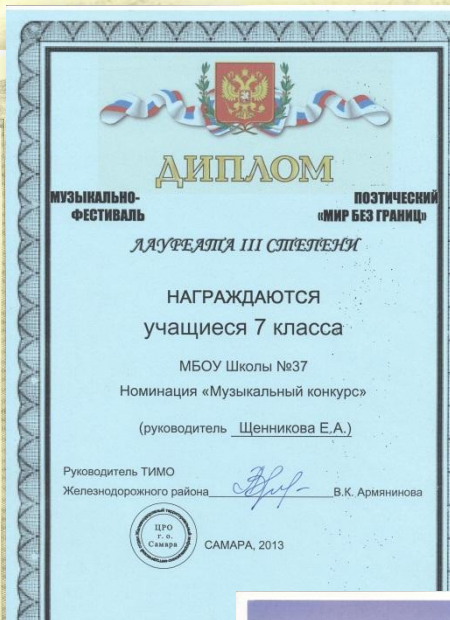 ДИПЛОМ
МУЗЫКАЛЬНО- ПОЭТИЧЕСКИЙ
ФЕСТИВАЛЬ «МИР БЕЗ ГРАНИЦ»
ЛАУРЕАТА III СТЕПЕНИ
НАГРАЖДАЮТСЯ
учащиеся 7 класса
МБОУ Школы №37
Номинация «Музыкальный конкурс»
(руководитель Щенникова Е.А.)
Руководитель ТИМО
Железнодорожного района В.К. Армянинова
ЦРО
г. о.
Самара
САМАРА, 2013